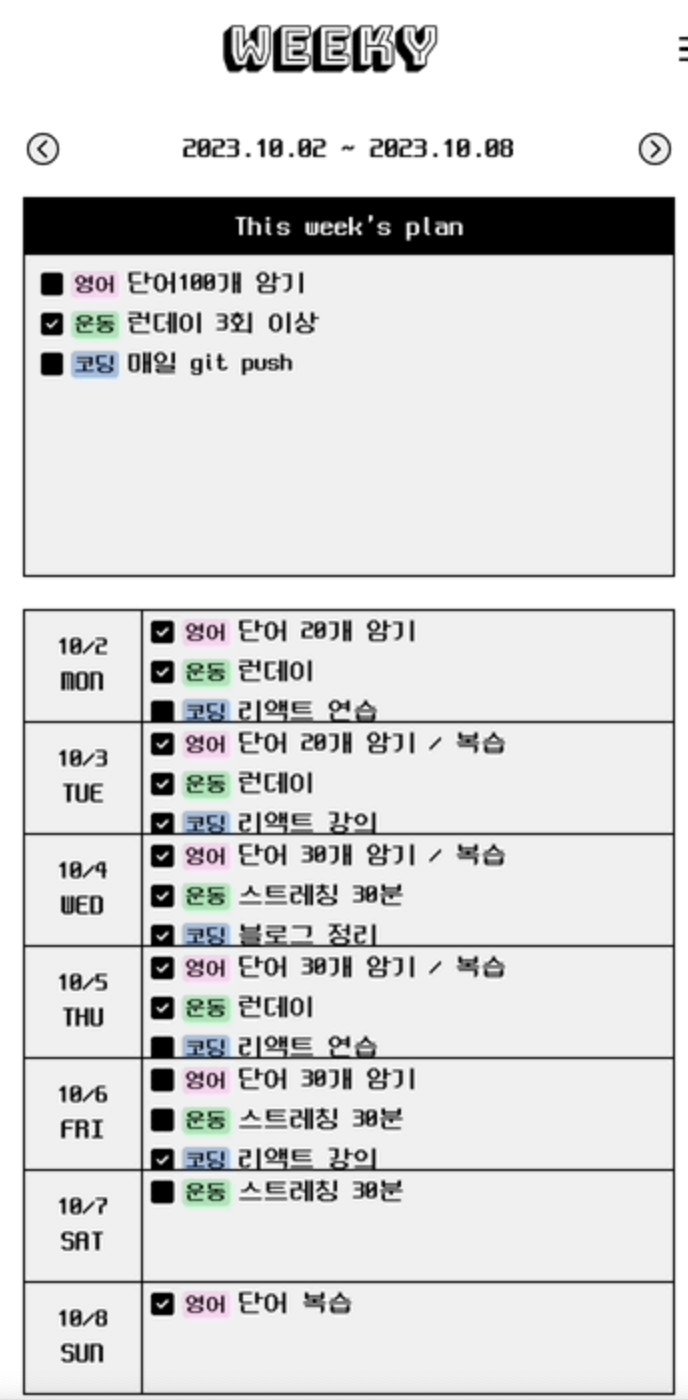 WEEKY
2023.10.02 ~ 2023.10.08
This week's plan
영어 단어100개 암기
운동 런데이 3회 이상
코딩 매일 git push
10/2
MON
영어 단어 20개 암기
운동 런데이
코딩 리액트 연습
10/3
TUE
영어 단어 20개 암기 / 복습
운동 런데이
코딩 리액트 강의
10/4
WED
영어 단어 30개 암기 / 복습
운동 스트레칭 30분
코딩 블로그 정리
10/5
THU
영어 단어 30개 암기 / 복습
운동 런데이
코딩 리액트 연습
10/6
FRI
영어 단어 30개 암기
운동 스트레칭 30분
코딩 리액트 강의
10/7
SAT
운동 스트레칭 30분
10/8
SUN
영어 단어 복습